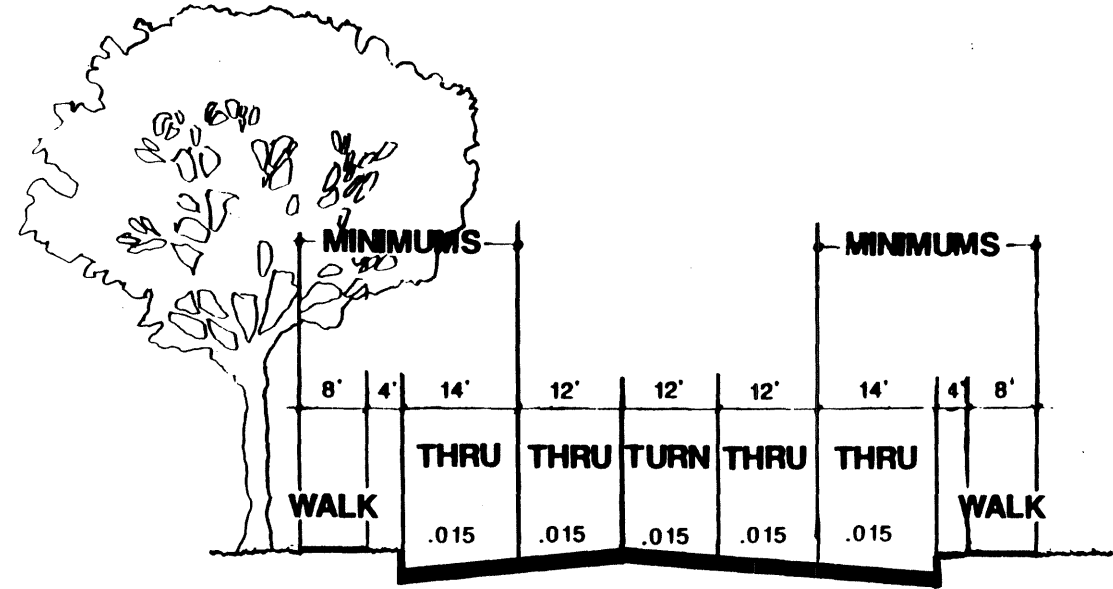 MINIMUMS MINIMUMS
8' 4' 14' 12' 12' 12' 14' 4' 8'
THRU THRU TURN THRU THRU
WALK WALK
.015 .015 .015 .015 .015